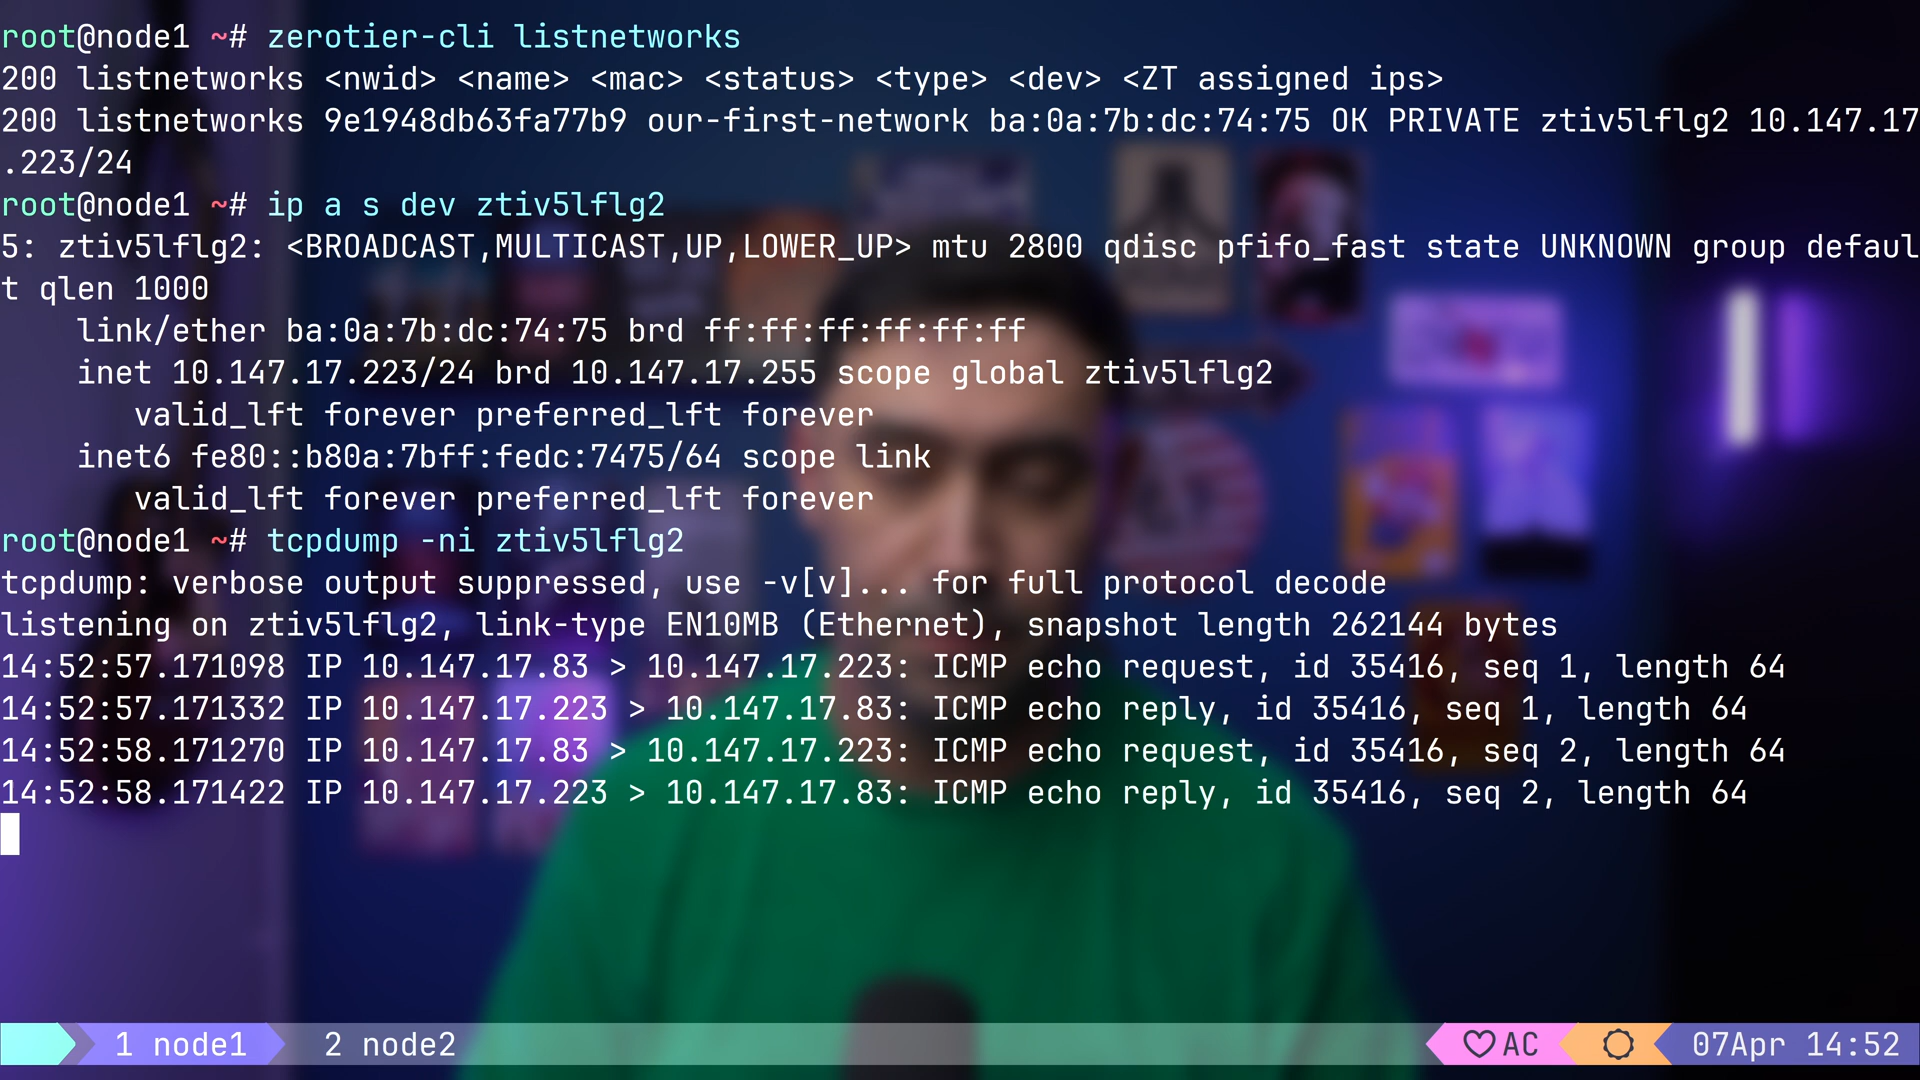 root@node1 ~# zerotier-cli listnetworks
200 listnetworks <nwid> <name> <mac> <status> <type> <dev> <ZT assigned ips>
200 listnetworks 9e1948db63fa77b9 our-first-network ba:0a:7b:dc:74:75 OK PRIVATE ztiv5lflg2 10.147.17
.223/24
root@node1 ~# ip a s dev ztiv5lflg2
5: ztiv5lflg2: <BROADCAST,MULTICAST,UP,LOWER_UP> mtu 2800 qdisc pfifo_fast state UNKNOWN group defaul
t qlen 1000
    link/ether ba:0a:7b:dc:74:75 brd ff:ff:ff:ff:ff:ff
    inet 10.147.17.223/24 brd 10.147.17.255 scope global ztiv5lflg2
       valid_lft forever preferred_lft forever
    inet6 fe80::b80a:7bff:fedc:7475/64 scope link
       valid_lft forever preferred_lft forever
root@node1 ~# tcpdump -ni ztiv5lflg2
tcpdump: verbose output suppressed, use -v[v]... for full protocol decode
listening on ztiv5lflg2, link-type EN10MB (Ethernet), snapshot length 262144 bytes
14:52:57.171098 IP 10.147.17.83 > 10.147.17.223: ICMP echo request, id 35416, seq 1, length 64
14:52:57.171332 IP 10.147.17.223 > 10.147.17.83: ICMP echo reply, id 35416, seq 1, length 64
14:52:58.171270 IP 10.147.17.83 > 10.147.17.223: ICMP echo request, id 35416, seq 2, length 64
14:52:58.171422 IP 10.147.17.223 > 10.147.17.83: ICMP echo reply, id 35416, seq 2, length 64
1 node1 2 node2 AC 07Apr 14:52